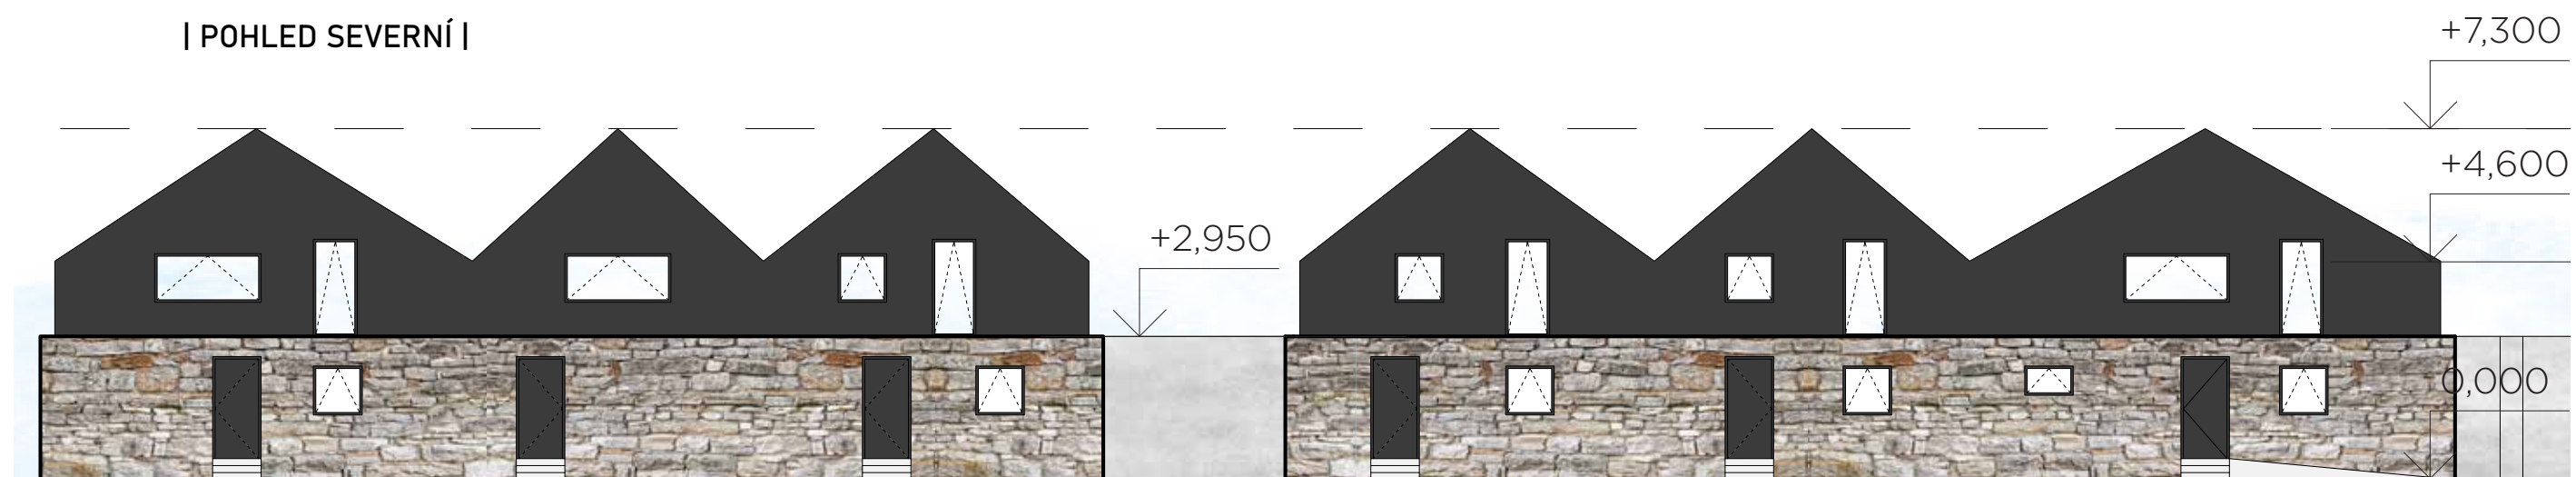 | POHLED SEVERNÍ |
+7,300
+4,600
+2,950
0,000